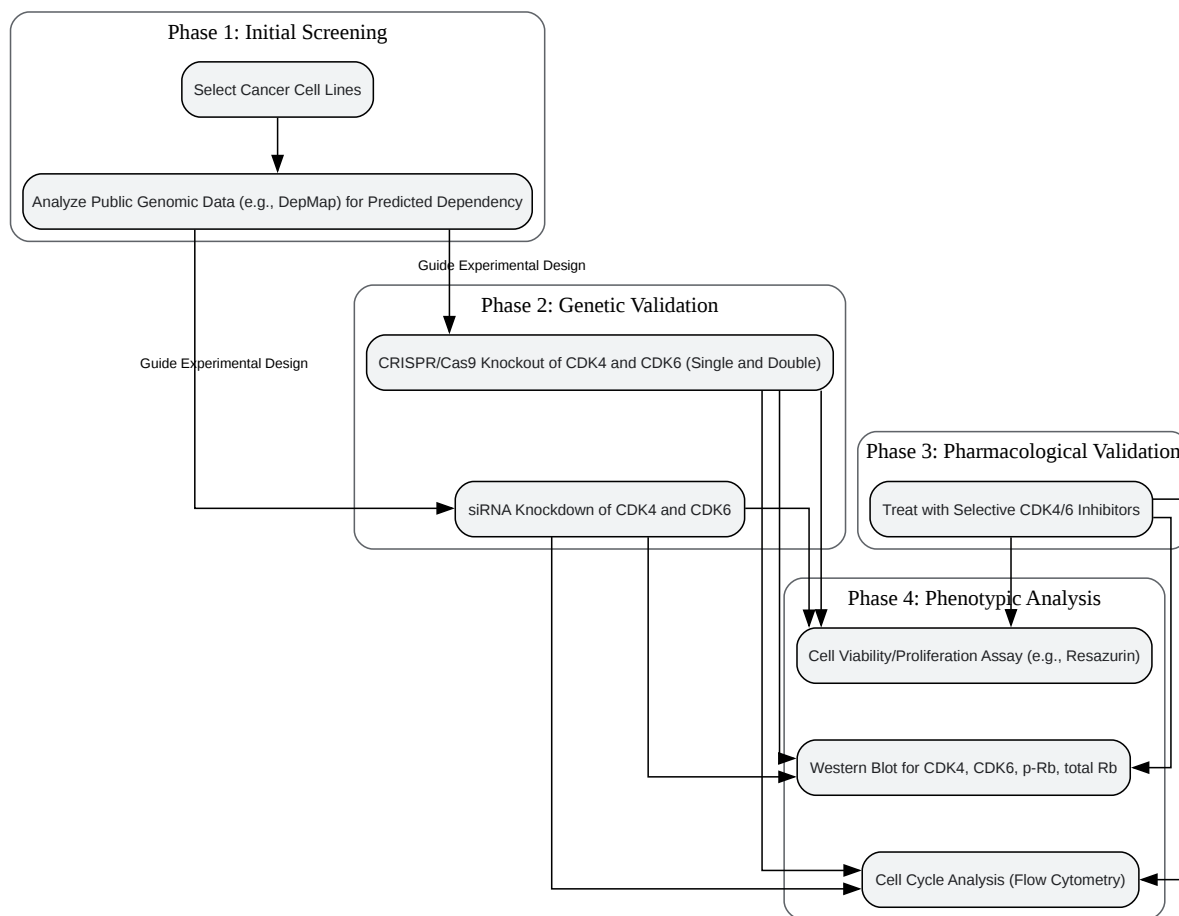 Phase 1: Initial Screening
Select Cancer Cell Lines
Analyze Public Genomic Data (e.g., DepMap) for Predicted Dependency
Guide Experimental Design
Phase 2: Genetic Validation
Guide Experimental Design
CRISPR/Cas9 Knockout of CDK4 and CDK6 (Single and Double)
Phase 3: Pharmacological Validation
siRNA Knockdown of CDK4 and CDK6
Treat with Selective CDK4/6 Inhibitors
Phase 4: Phenotypic Analysis
Cell Viability/Proliferation Assay (e.g., Resazurin)
Western Blot for CDK4, CDK6, p-Rb, total Rb
Cell Cycle Analysis (Flow Cytometry)